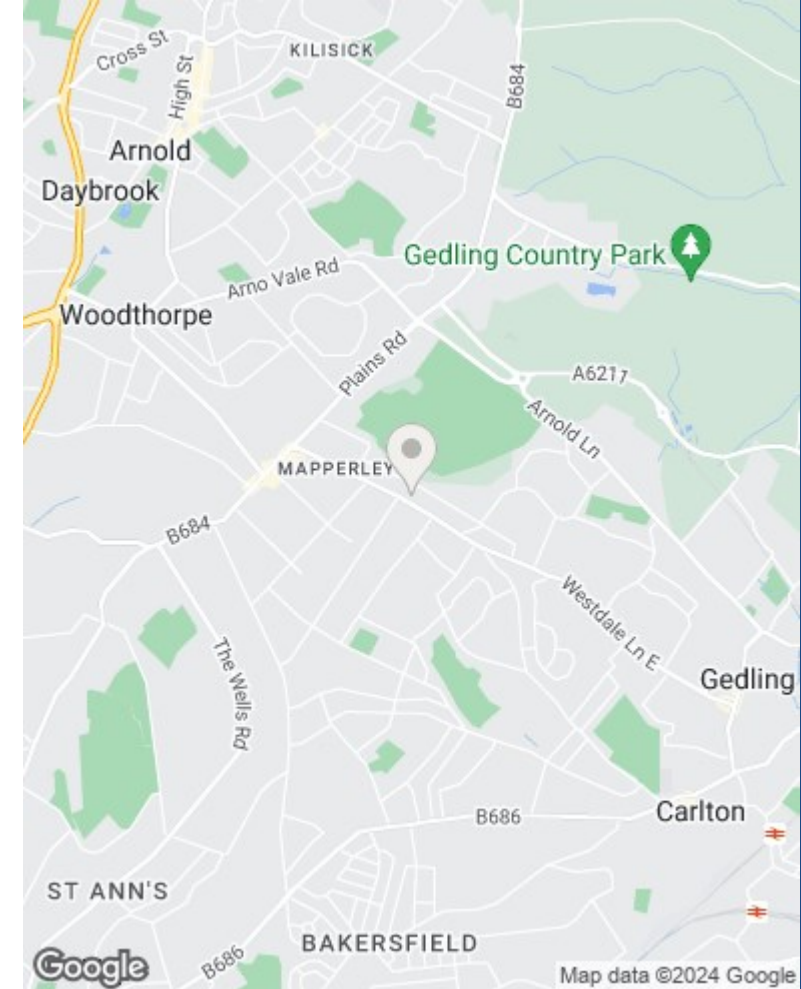 Cross St
High St
KILISICK
B684
Arnold
Daybrook
Gedling Country Park
Arno Vale Rd
Woodthorpe
Plains Rd
A6211
Arnold Ln
MAPPERLEY
B684
Westdale Ln E
The Wells Rd
Gedling
Carlton
B686
ST ANN'S
BAKERSFIELD
B686
Google
Map data ©2024 Google